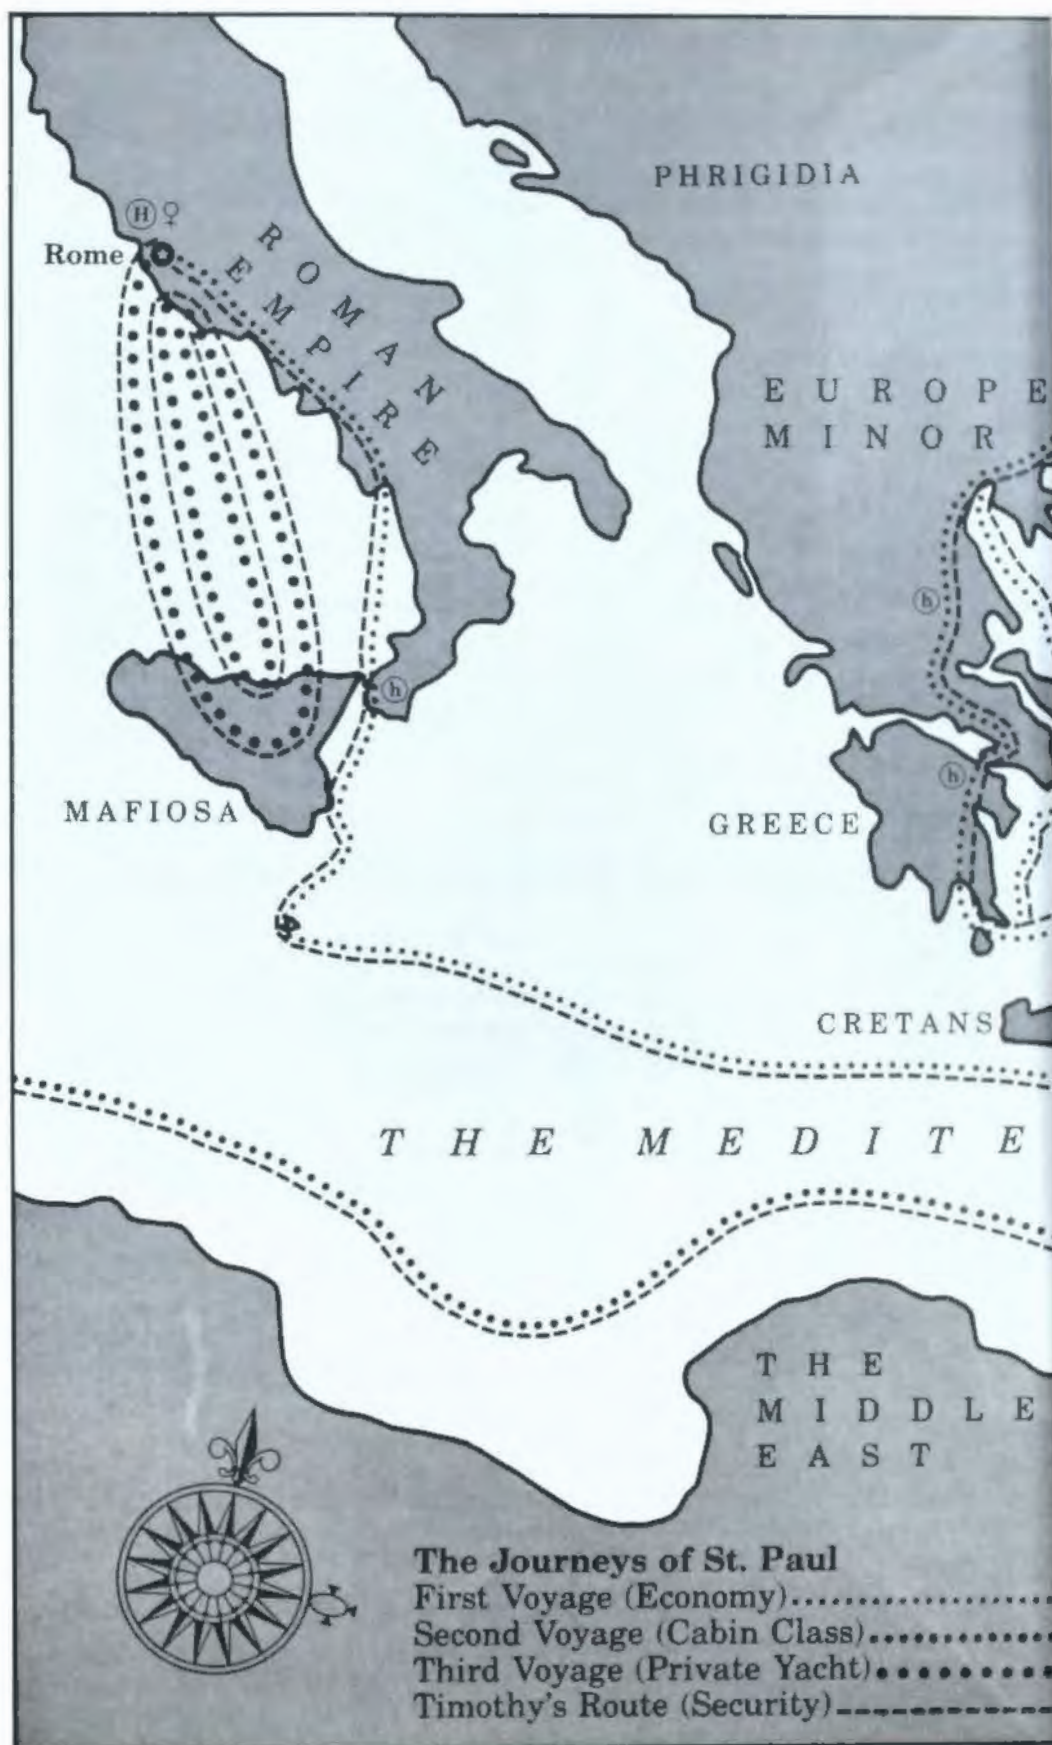 PHRIGIDIA
H ♀
Rome
ROMAN
EMPIRE
EUROPE
MINOR
h
h
MAFIOSA
h
GREECE
CRETANS
THE MEDITE
THE
MIDDLE
EAST
The Journeys of St. Paul
First Voyage (Economy)
Second Voyage (Cabin Class)
Third Voyage (Private Yacht)
Timothy's Route (Security)